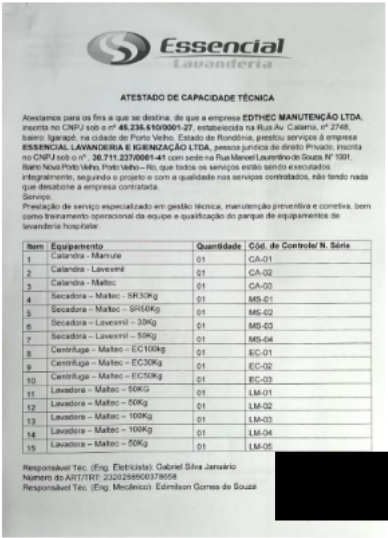 Essencial
Lavanderia
ATESTADO DE CAPACIDADE TÉCNICA
Atestamos para os fins a que se destina, de que a empresa EDTHEC MANUTENÇÃO LTDA,
inscrita no CNPJ sob o nº 45.236.610/0001-27, estabelecida na Rua Av. Calama, nº 2748,
bairro: Igarapé, na cidade de Porto Velho, Estado de Rondônia, prestou serviços à empresa
ESSENCIAL LAVANDERIA E IGENIZAÇÃO LTDA, pessoa jurídica de direito Privado, inscrita
no CNPJ sob o nº , 30.711.237/0001-41 com sede na Rua Manoel Laurentino de Souza, N° 1991,
Bairro Nova Porto Velho, Porto Velho – Ro, que todos os serviços estão sendo executados
integralmente, seguindo o projeto e com a qualidade nos serviços contratados, não tendo nada
que desabone a empresa contratada.
Serviço:
Prestação de serviço especializado em gestão técnica, manutenção preventiva e corretiva, bem
como treinamento operacional da equipe e qualificação do parque de equipamentos de
lavanderia hospitalar.
Item Equipamento Quantidade Cód. de Controle/ N. Série
1 Calandra - Mamute 01 CA-01
2 Calandra - Lavexmil 01 CA-02
3 Calandra - Maltec 01 CA-03
4 Secadora – Maltec - SR30Kg 01 MS-01
5 Secadora – Maltec - SR50Kg 01 MS-02
6 Secadora – Lavexmil – 30Kg 01 MS-03
7 Secadora – Lavexmil – 50Kg 01 MS-04
8 Centrífuga – Maltec – EC100kg 01 EC-01
9 Centrífuga – Maltec – EC30Kg 01 EC-02
10 Centrífuga – Maltec – EC50Kg 01 EC-03
11 Lavadora – Maltec – 50KG 01 LM-01
12 Lavadora – Maltec – 50Kg 01 LM-02
13 Lavadora – Maltec – 100Kg 01 LM-03
14 Lavadora – Maltec – 100Kg 01 LM-04
15 Lavadora – Maltec – 50Kg 01 LM-05
Responsável Téc. (Eng. Eletricista): Gabriel Silva Januário
Número do ART/TRT: 2320258500378658
Responsável Téc. (Eng. Mecânico): Edimilson Gomes de Souza